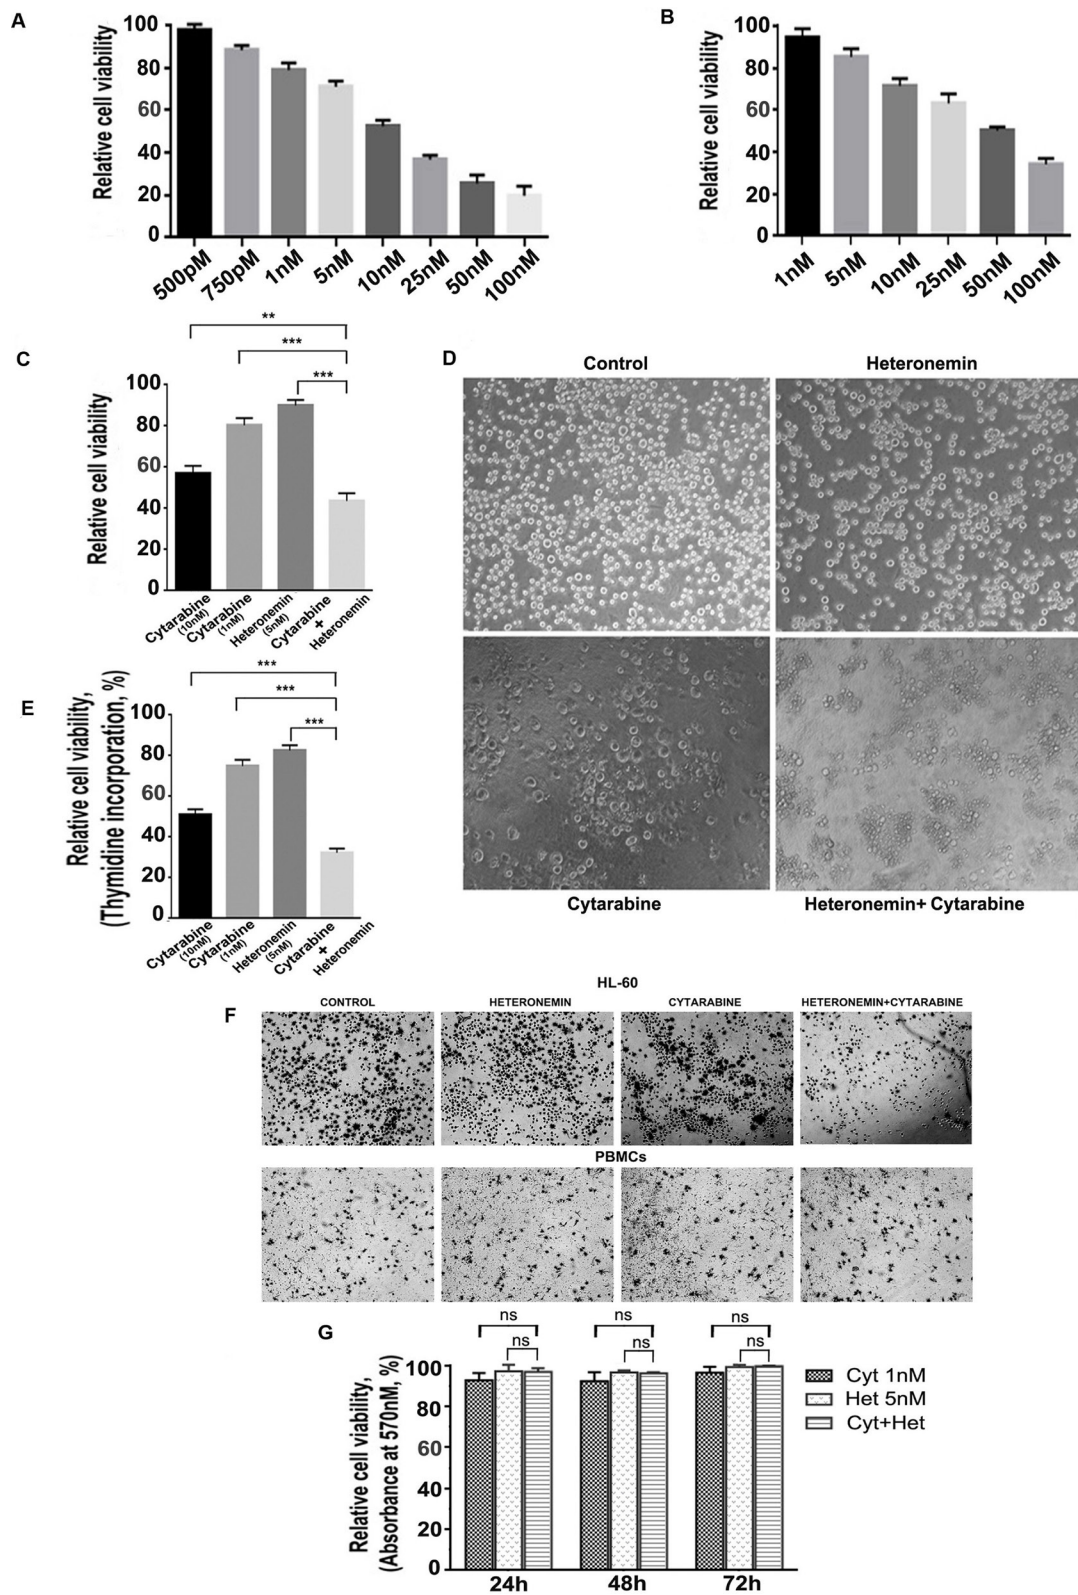 A
Relative cell viability
100
80
60
40
20
0
500pM 750pM 1nM 5nM 10nM 25nM 50nM 100nM
B
Relative cell viability
100
80
60
40
20
0
1nM 5nM 10nM 25nM 50nM 100nM
C
**
***
***
Relative cell viability
100
80
60
40
20
0
Cytarabine (10nM)
Cytarabine (1nM)
Heteronemin (5nM)
Cytarabine + Heteronemin
D
Control
Heteronemin
Cytarabine
Heteronemin+ Cytarabine
E
***
***
***
Relative cell viability,
(Thymidine incorporation, %)
100
80
60
40
20
0
Cytarabine (10nM)
Cytarabine (1nM)
Heteronemin (5nM)
Cytarabine + Heteronemin
HL-60
F
CONTROL HETERONEMIN CYTARABINE HETERONEMIN+CYTARABINE
PBMCs
G
ns ns ns
ns ns ns
Relative cell viability,
(Absorbance at 570nM, %)
100
80
60
40
20
0
24h 48h 72h
Cyt 1nM
Het 5nM
Cyt+Het